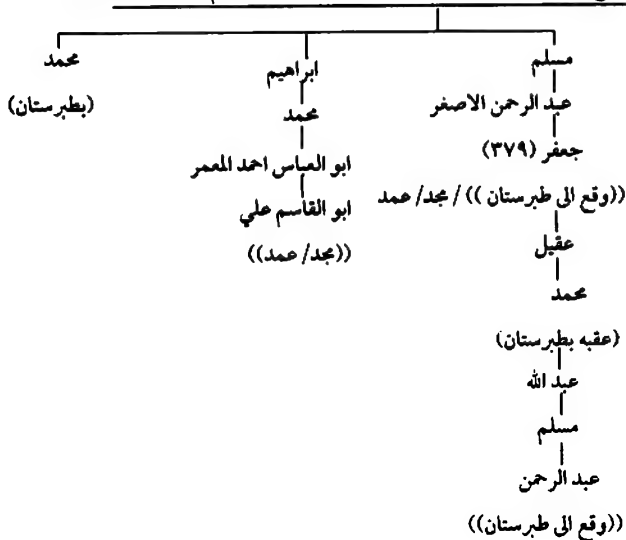 مسلم
عبد الرحمن الاصغر
جعفر (٣٧٩)
((وقع الى طبرستان )) / مجد/ عمد
عقيل
محمد
(عقبه بطبرستان)
عبد الله
مسلم
عبد الرحمن
((وقع الى طبرستان))
ابراهيم
محمد
ابو العباس احمد المعمر
ابو القاسم علي
((مجد/ عمد))
محمد
(بطبرستان)